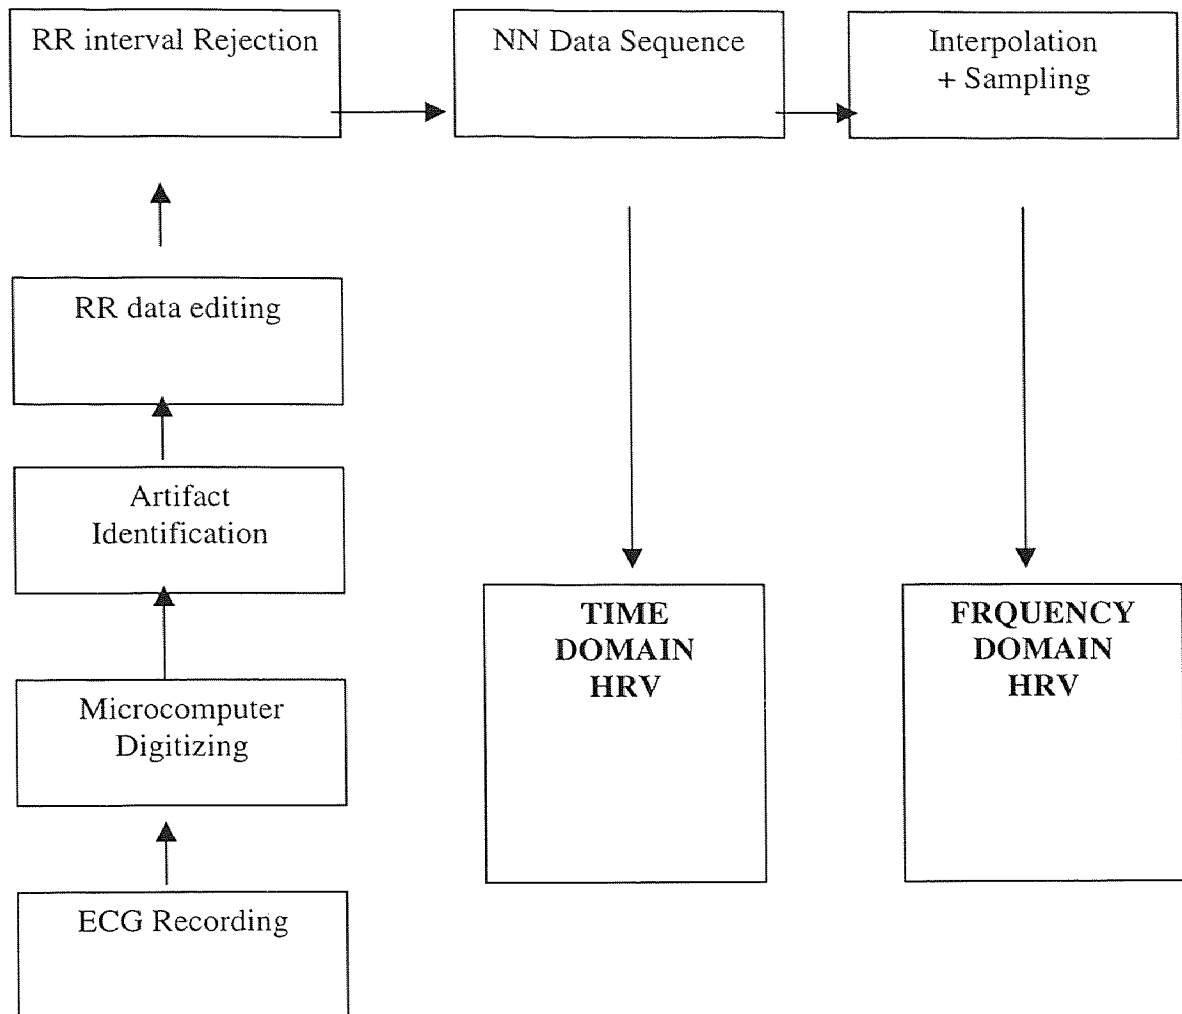 RR interval Rejection
NN Data Sequence
Interpolation
+ Sampling
RR data editing
Artifact
Identification
TIME
DOMAIN
HRV
FRQUENCY
DOMAIN
HRV
Microcomputer
Digitizing
ECG Recording